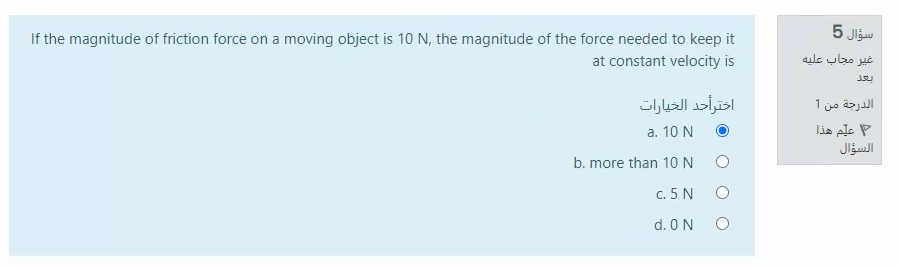 If the magnitude of friction force on a moving object is 10 N, the magnitude of the force needed to keep it
at constant velocity is
اخترأحد الخيارات
a. 10 N
b. more than 10 N
c. 5 N
d. 0 N
سؤال 5
غير مجاب عليه
بعد
الدرجة من 1
علّم هذا
السؤال